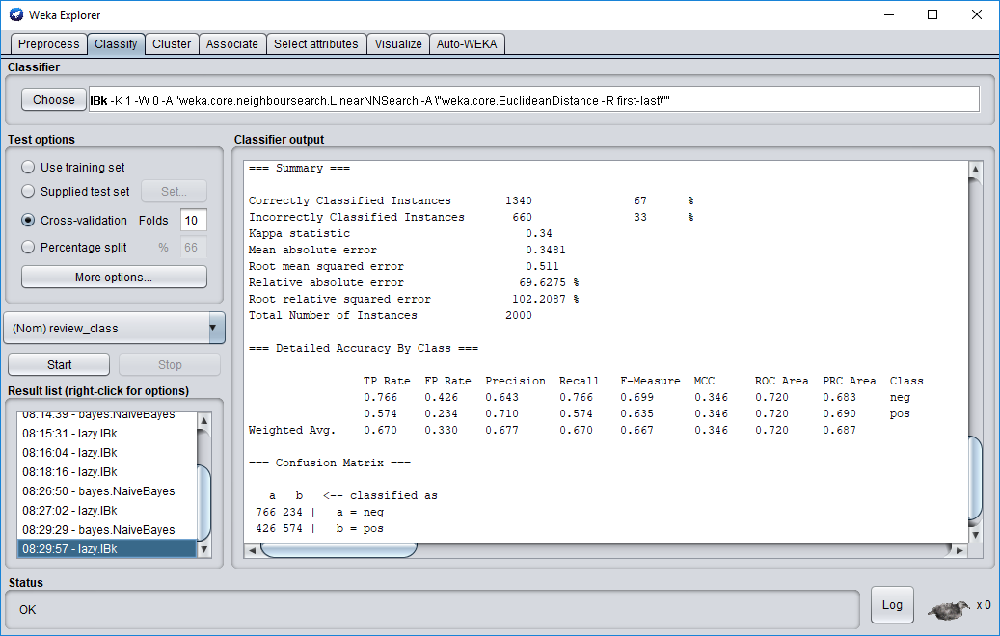 Weka Explorer
Preprocess Classify Cluster Associate Select attributes Visualize Auto-WEKA
Classifier
Choose IBk -K 1 -W 0 -A "weka.core.neighboursearch.LinearNNSearch -A \"weka.core.EuclideanDistance -R first-last\""
Test options
Use training set
Supplied test set Set...
Cross-validation Folds 10
Percentage split % 66
More options...
(Nom) review_class
Start Stop
Result list (right-click for options)
08:14:39 - bayes.NaiveBayes
08:15:31 - lazy.IBk
08:16:04 - lazy.IBk
08:18:16 - lazy.IBk
08:26:50 - bayes.NaiveBayes
08:27:02 - lazy.IBk
08:29:29 - bayes.NaiveBayes
08:29:57 - lazy.IBk
Classifier output
=== Summary ===
Correctly Classified Instances 1340 67 %
Incorrectly Classified Instances 660 33 %
Kappa statistic 0.34
Mean absolute error 0.3481
Root mean squared error 0.511
Relative absolute error 69.6275 %
Root relative squared error 102.2087 %
Total Number of Instances 2000
=== Detailed Accuracy By Class ===
TP Rate FP Rate Precision Recall F-Measure MCC ROC Area PRC Area Class
0.766 0.426 0.643 0.766 0.699 0.346 0.720 0.683 neg
0.574 0.234 0.710 0.574 0.635 0.346 0.720 0.690 pos
Weighted Avg. 0.670 0.330 0.677 0.670 0.667 0.346 0.720 0.687
=== Confusion Matrix ===
a b <-- classified as
766 234 | a = neg
426 574 | b = pos
Status
OK
Log
x 0